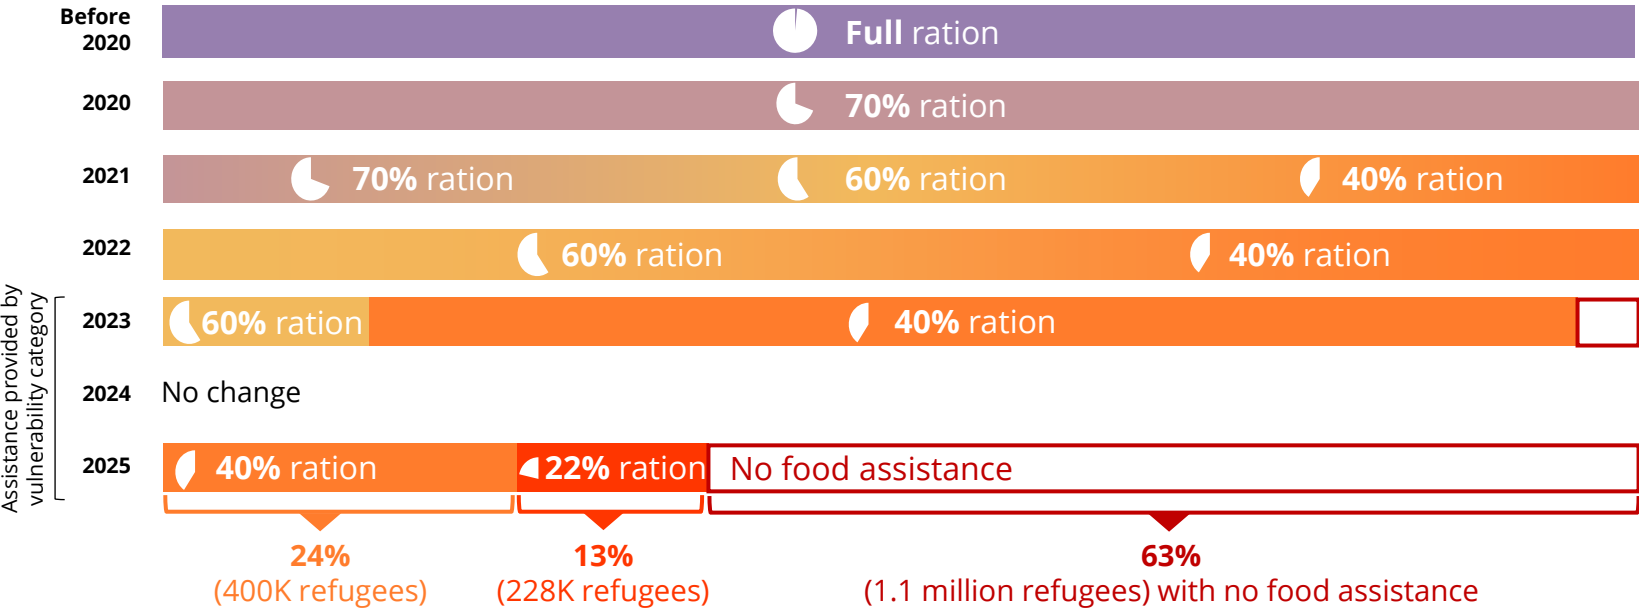 Before
2020
Full ration
2020
70% ration
2021
70% ration
60% ration
40% ration
2022
60% ration
40% ration
Assistance provided by
vulnerability category
2023
60% ration
40% ration
2024
No change
2025
40% ration
22% ration
No food assistance
24%
(400K refugees)
13%
(228K refugees)
63%
(1.1 million refugees) with no food assistance